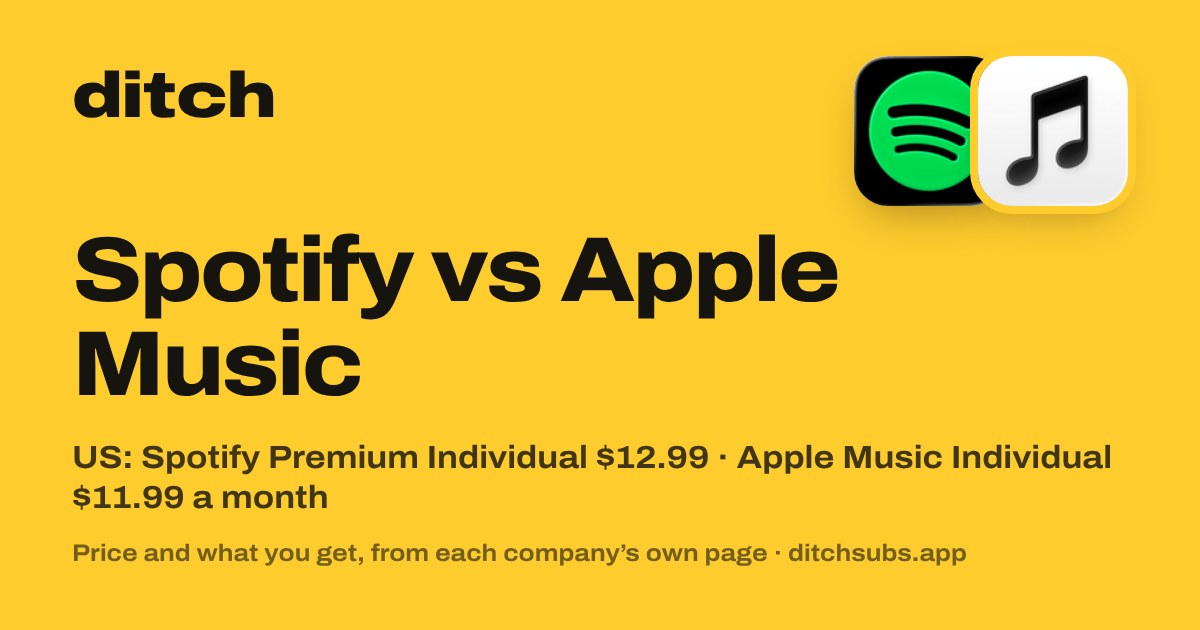 ditch
Spotify vs Apple
Music
US: Spotify Premium Individual $12.99 · Apple Music Individual
$11.99 a month
Price and what you get, from each company’s own page · ditchsubs.app